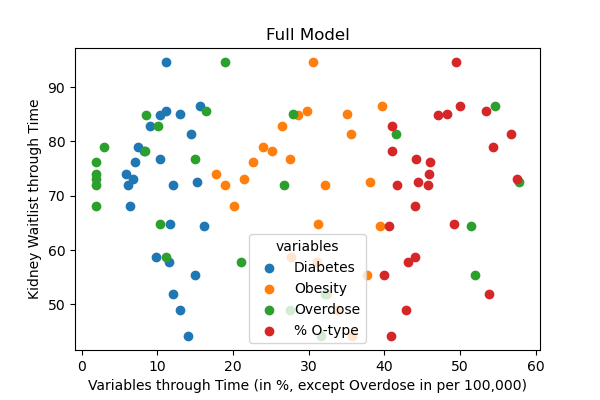 Full Model
Kidney Waitlist through Time
90
80
70
60
50
variables
Diabetes
Obesity
Overdose
% O-type
0 10 20 30 40 50 60
Variables through Time (in %, except Overdose in per 100,000)